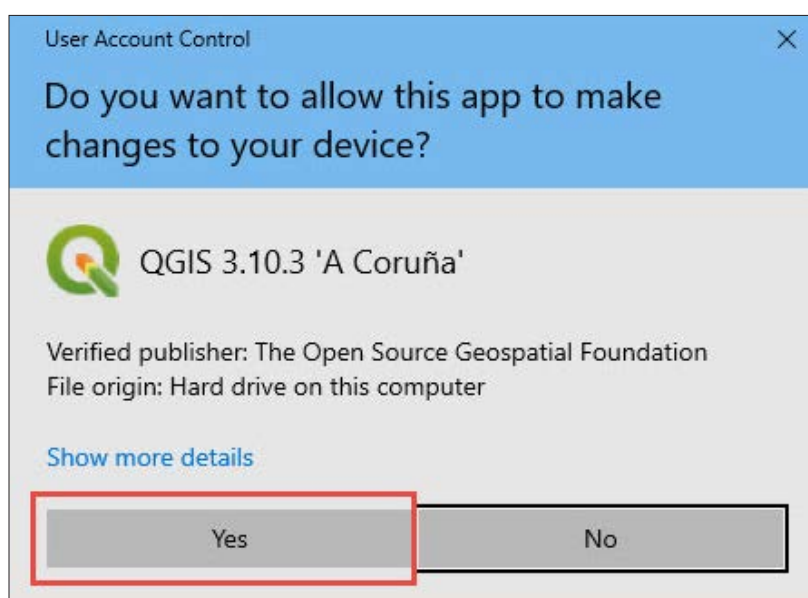 User Account Control
Do you want to allow this app to make
changes to your device?
QGIS 3.10.3 'A Coruña'
Verified publisher: The Open Source Geospatial Foundation
File origin: Hard drive on this computer
Show more details
Yes No